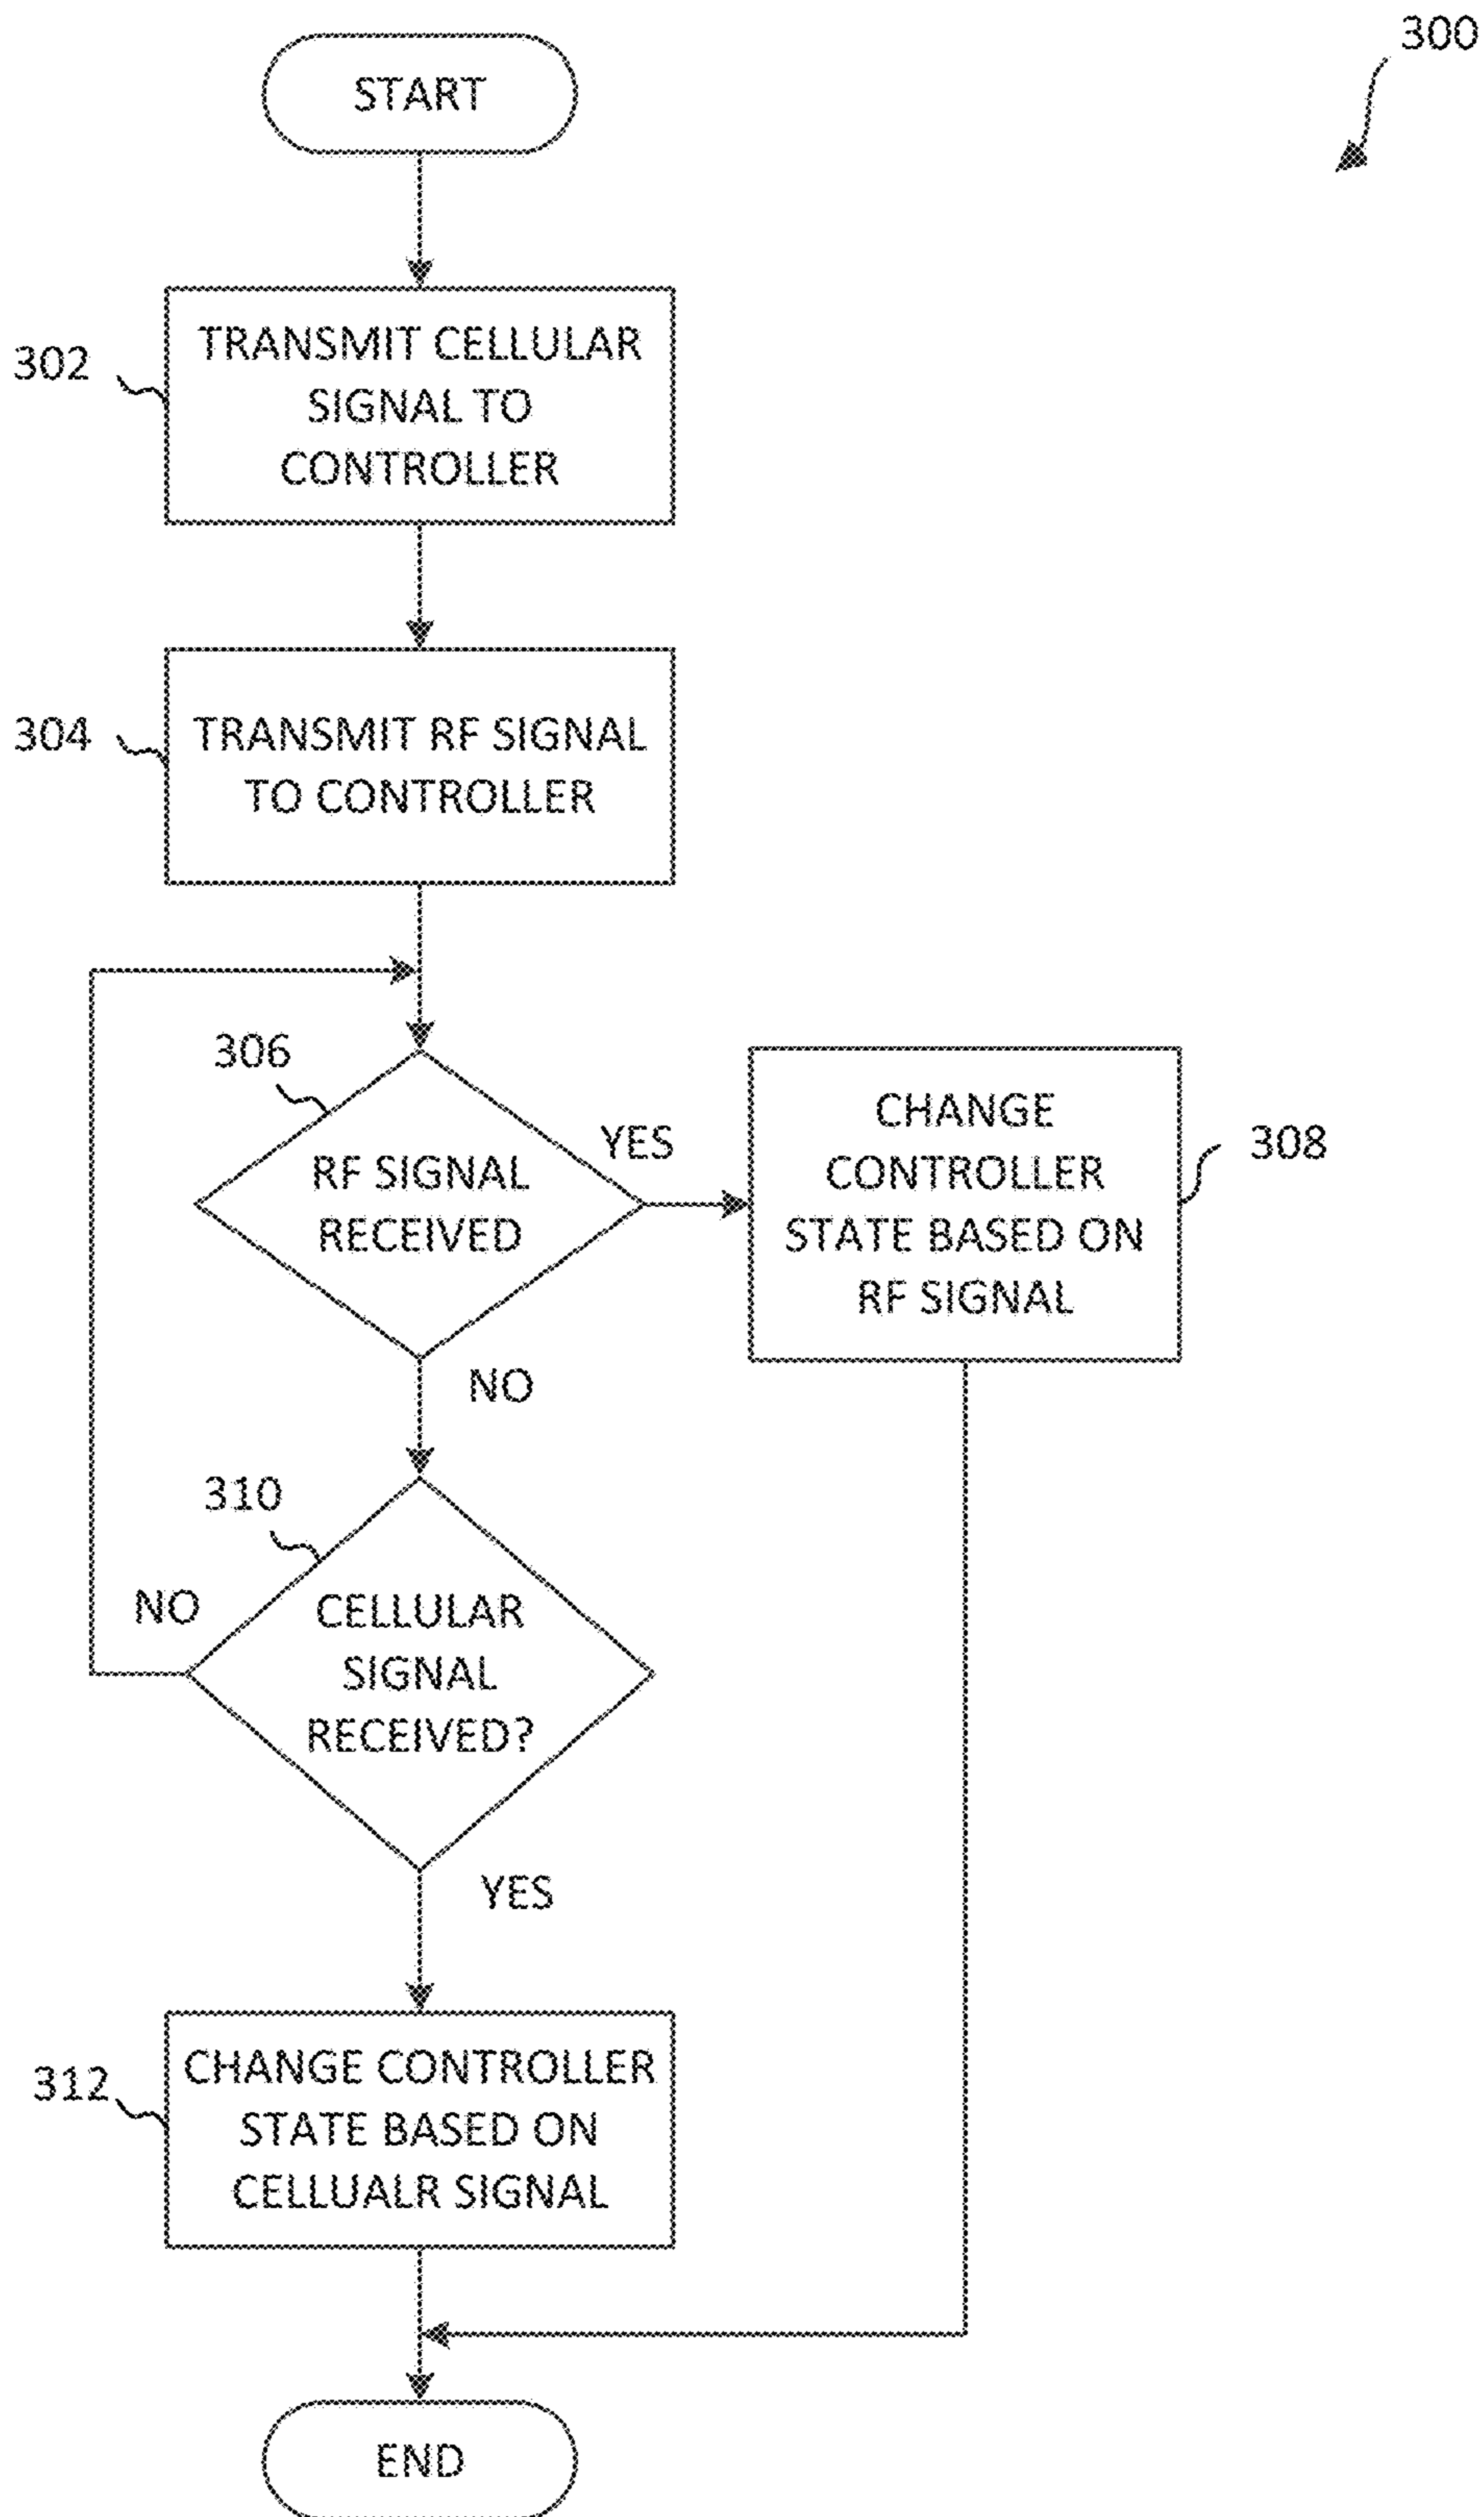 300
START
302
TRANSMIT CELLULAR
SIGNAL TO
CONTROLLER
304
TRANSMIT RF SIGNAL
TO CONTROLLER
306
RF SIGNAL
RECEIVED
YES
NO
CHANGE
CONTROLLER
STATE BASED ON
RF SIGNAL
308
310
CELLULAR
SIGNAL
RECEIVED?
NO
YES
312
CHANGE CONTROLLER
STATE BASED ON
CELLUALR SIGNAL
END